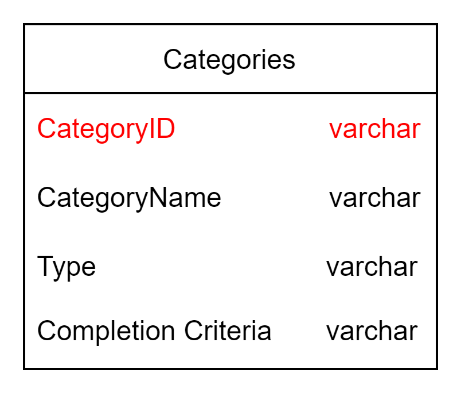 Categories
CategoryID varchar
CategoryName varchar
Type varchar
Completion Criteria varchar